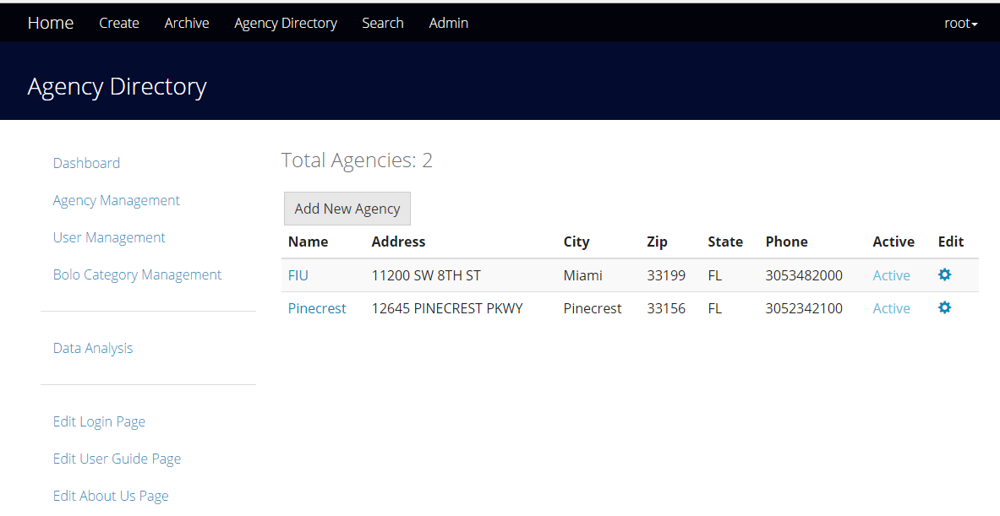 Home Create Archive Agency Directory Search Admin root
Agency Directory
Dashboard
Agency Management
User Management
Bolo Category Management
Data Analysis
Edit Login Page
Edit User Guide Page
Edit About Us Page
Total Agencies: 2
Add New Agency
Name Address City Zip State Phone Active Edit
FIU 11200 SW 8TH ST Miami 33199 FL 3053482000 Active
Pinecrest 12645 PINECREST PKWY Pinecrest 33156 FL 3052342100 Active